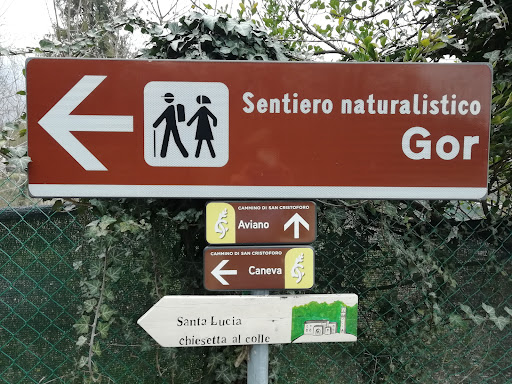 Sentiero naturalistico
Gor
CAMMINO DI SAN CRISTOFORO
Aviano
CAMMINO DI SAN CRISTOFORO
Caneva
Santa Lucia
chiesetta al colle